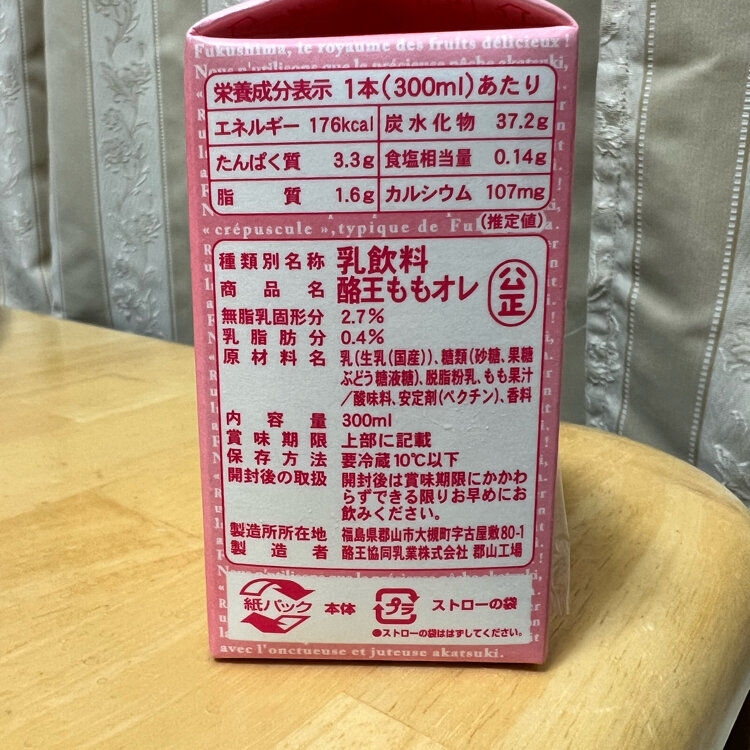 Fukushima, le royaume des fruits délicieux!
栄養成分表示 1本(300ml)あたり
エネルギー 176kcal 炭水化物 37.2g
たんぱく質 3.3g 食塩相当量 0.14g
脂質 1.6g カルシウム 107mg
(推定値)
crépuscule », typique de
種類別名称 乳飲料
商品名 酪王ももオレ
公正
無脂乳固形分 2.7%
乳脂肪分 0.4%
原材料名 乳(生乳(国産))、糖類(砂糖、果糖
ぶどう糖液糖)、脱脂粉乳、もも果汁
/酸味料、安定剤(ペクチン)、香料
内容量 300ml
賞味期限 上部に記載
保存方法 要冷蔵10℃以下
開封後の取扱 開封後は賞味期限にかかわ
らずできる限りお早めにお
飲みください。
製造所所在地 福島県郡山市大槻町字古屋敷80-1
製造者 酪王協同乳業株式会社 郡山工場
紙パック 本体 プラ ストローの袋
●ストローの袋ははずしてください。
avec l'onctueuse et juteuse akatsuki.